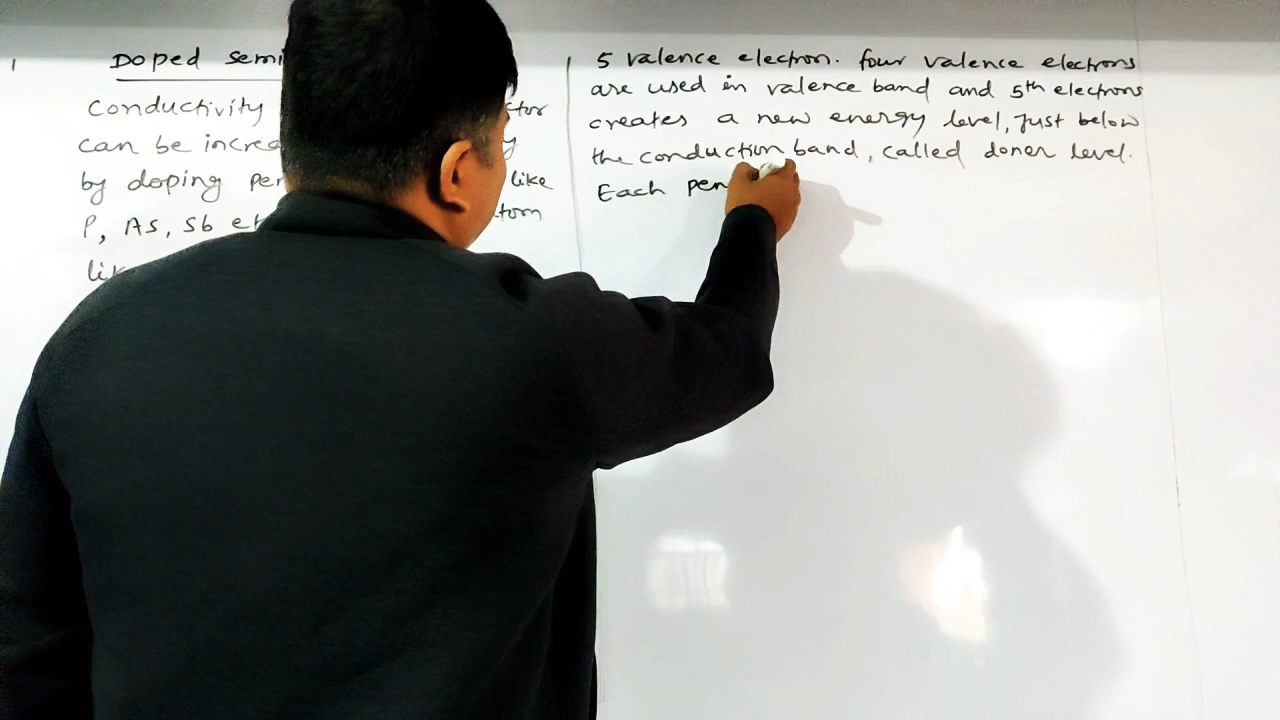 Doped semi
Conductivity ctor
can be increa y
by doping pen like
P, As, Sb et tom
lik
5 valence electron. four valence electrons
are used in valence band and 5th electrons
creates a new energy level, Just below
the conduction band, called doner level.
Each pen